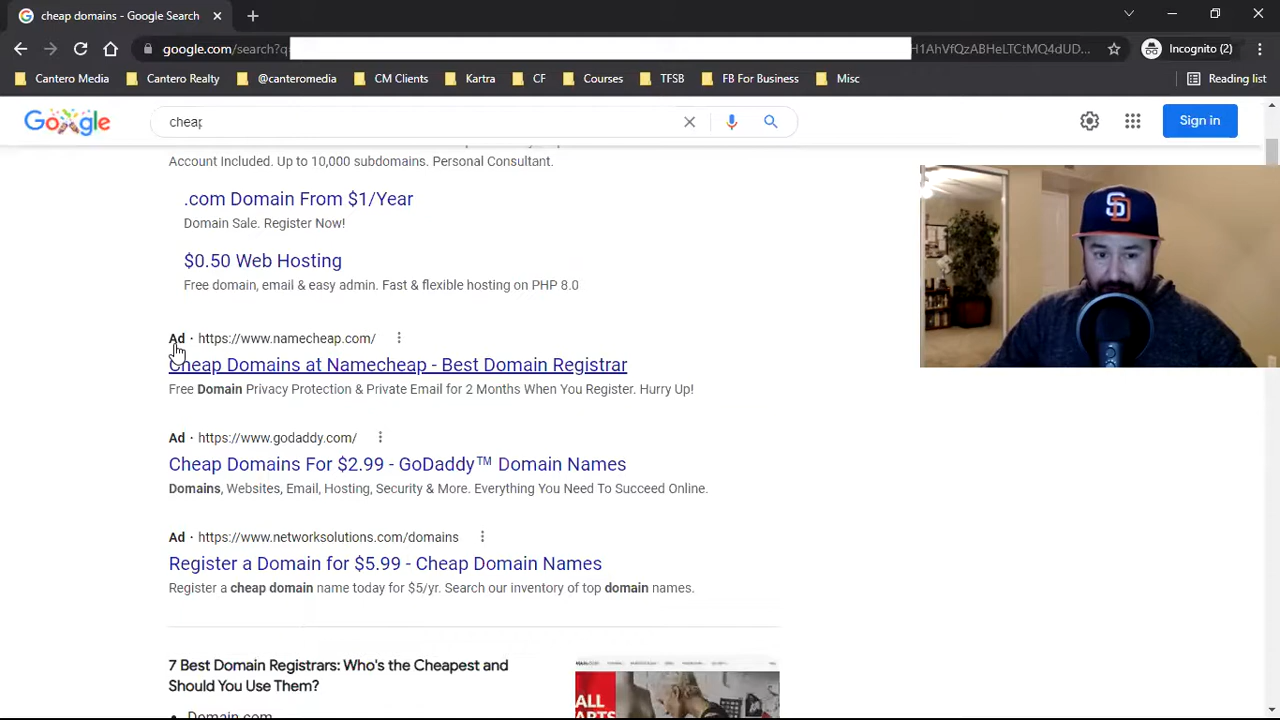 cheap domains - Google Search
google.com/search?q
H1AhVfQzABHeLTCtMQ4dUD...
Incognito (2)
Cantero Media
Cantero Realty
@canteromedia
CM Clients
Kartra
CF
Courses
TFSB
FB For Business
Misc
Reading list
Google
cheap
Sign in
Account Included. Up to 10,000 subdomains. Personal Consultant.
.com Domain From $1/Year
Domain Sale. Register Now!
$0.50 Web Hosting
Free domain, email & easy admin. Fast & flexible hosting on PHP 8.0
Ad · https://www.namecheap.com/
Cheap Domains at Namecheap - Best Domain Registrar
Free Domain Privacy Protection & Private Email for 2 Months When You Register. Hurry Up!
Ad · https://www.godaddy.com/
Cheap Domains For $2.99 - GoDaddy™ Domain Names
Domains, Websites, Email, Hosting, Security & More. Everything You Need To Succeed Online.
Ad · https://www.networksolutions.com/domains
Register a Domain for $5.99 - Cheap Domain Names
Register a cheap domain name today for $5/yr. Search our inventory of top domain names.
7 Best Domain Registrars: Who's the Cheapest and
Should You Use Them?
Domain.com
ALL
ARTS
SD